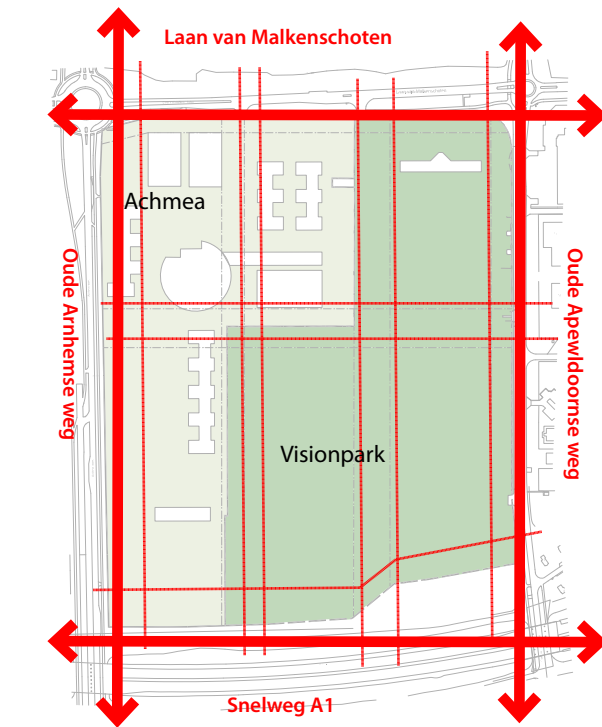 Laan van Malkenschoten
Achmea
Oude Arnhemse weg
Oude Apewldoornse weg
Visionpark
Snelweg A1